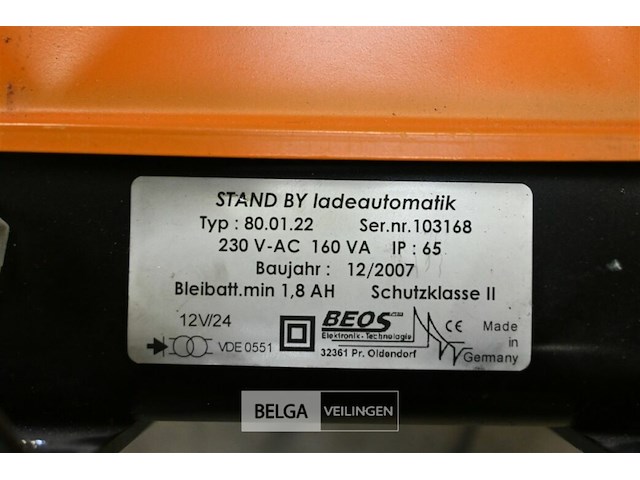 STAND BY ladeautomatik
Typ : 80.01.22 Ser.nr.103168
230 V-AC 160 VA IP : 65
Baujahr : 12/2007
Bleibatt.min 1,8 AH Schutzklasse II
12V/24
VDE 0551
BEOS
Elektronik-Technologie
32361 Pr. Oldendorf
CE
Made
in
Germany
BELGA VEILINGEN